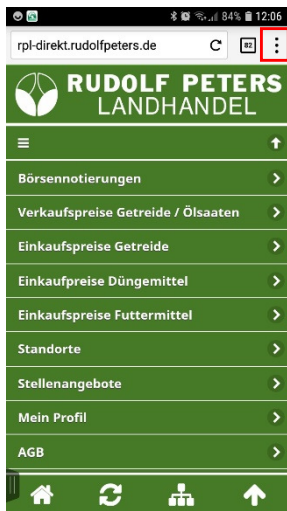 84% 12:06
rpl-direkt.rudolfpeters.de
82
RUDOLF PETERS
LANDHANDEL
Börsennotierungen
Verkaufspreise Getreide / Ölsaaten
Einkaufspreise Getreide
Einkaufpreise Düngemittel
Einkaufspreise Futtermittel
Standorte
Stellenangebote
Mein Profil
AGB